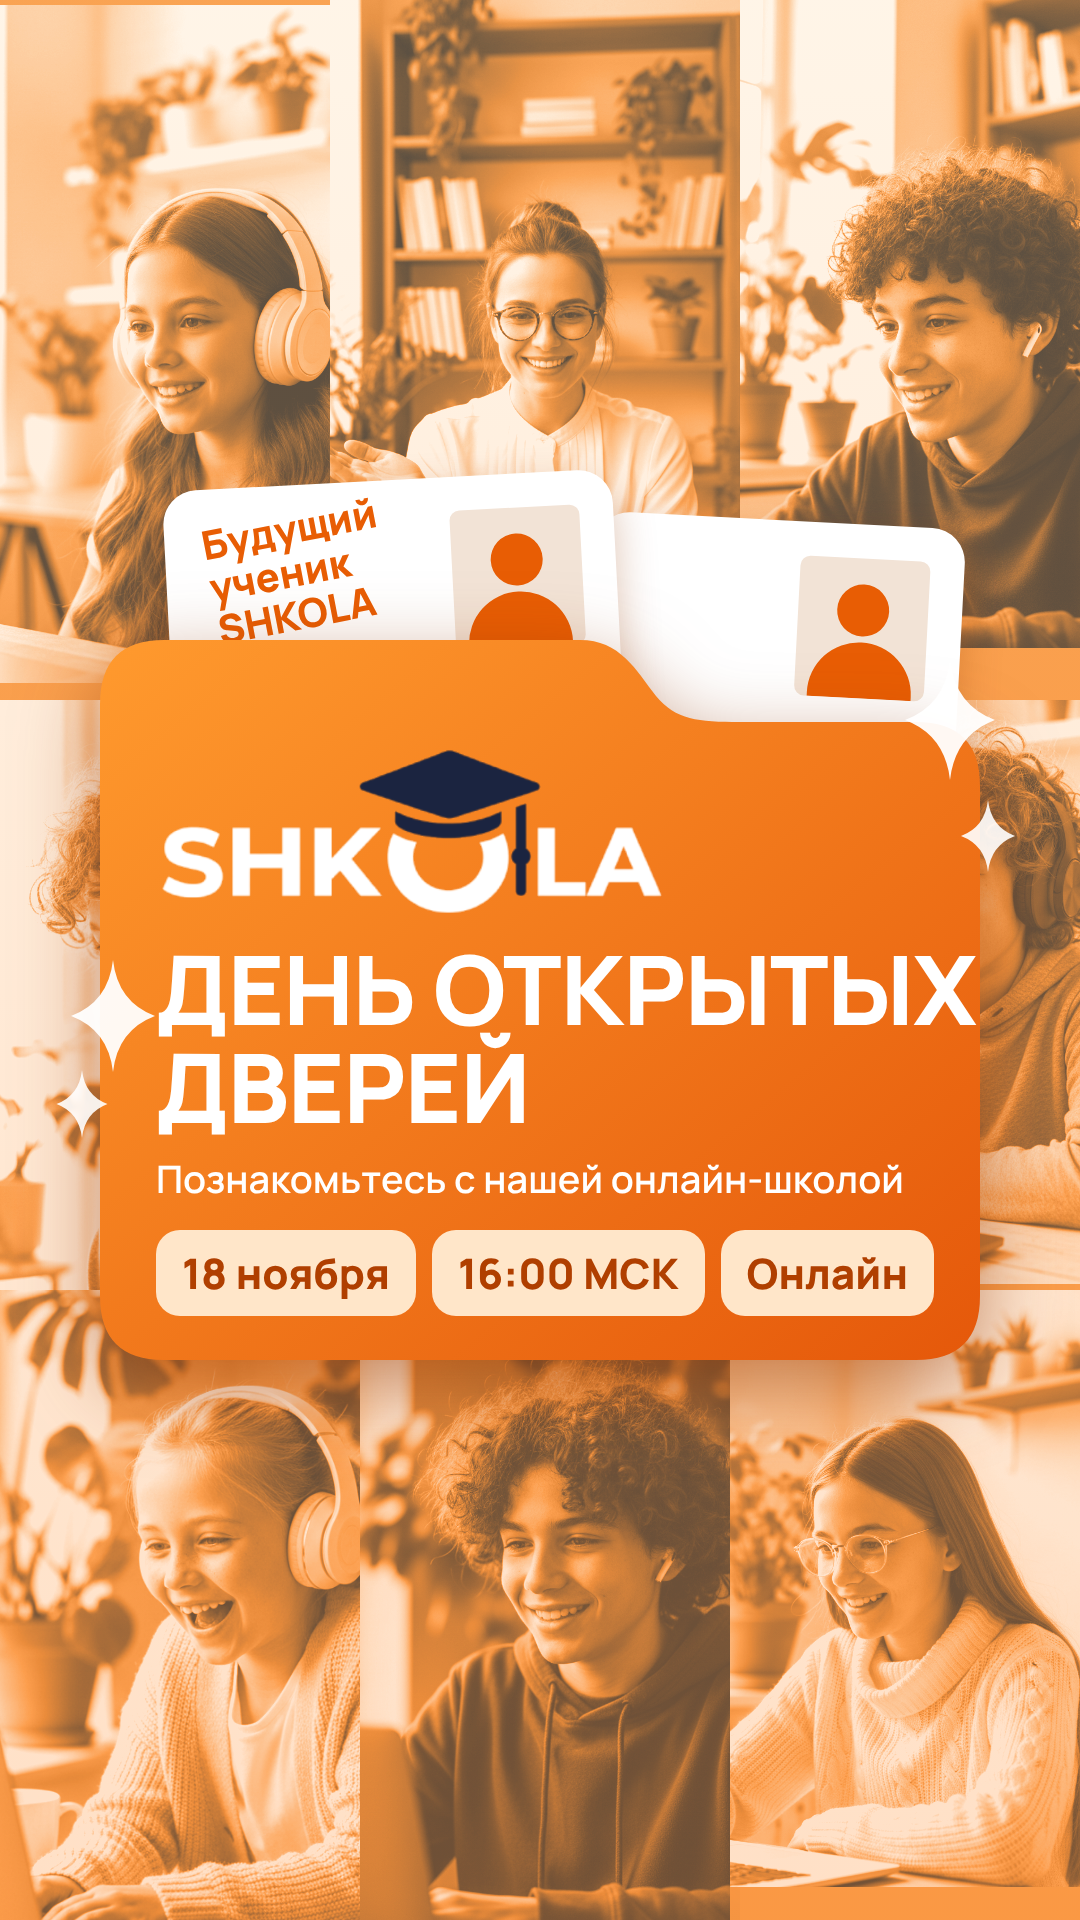 Будущий
ученик
SHKOLA
SHKOLA
ДЕНЬ ОТКРЫТЫХ
ДВЕРЕЙ
Познакомьтесь с нашей онлайн-школой
18 ноября 16:00 МСК Онлайн